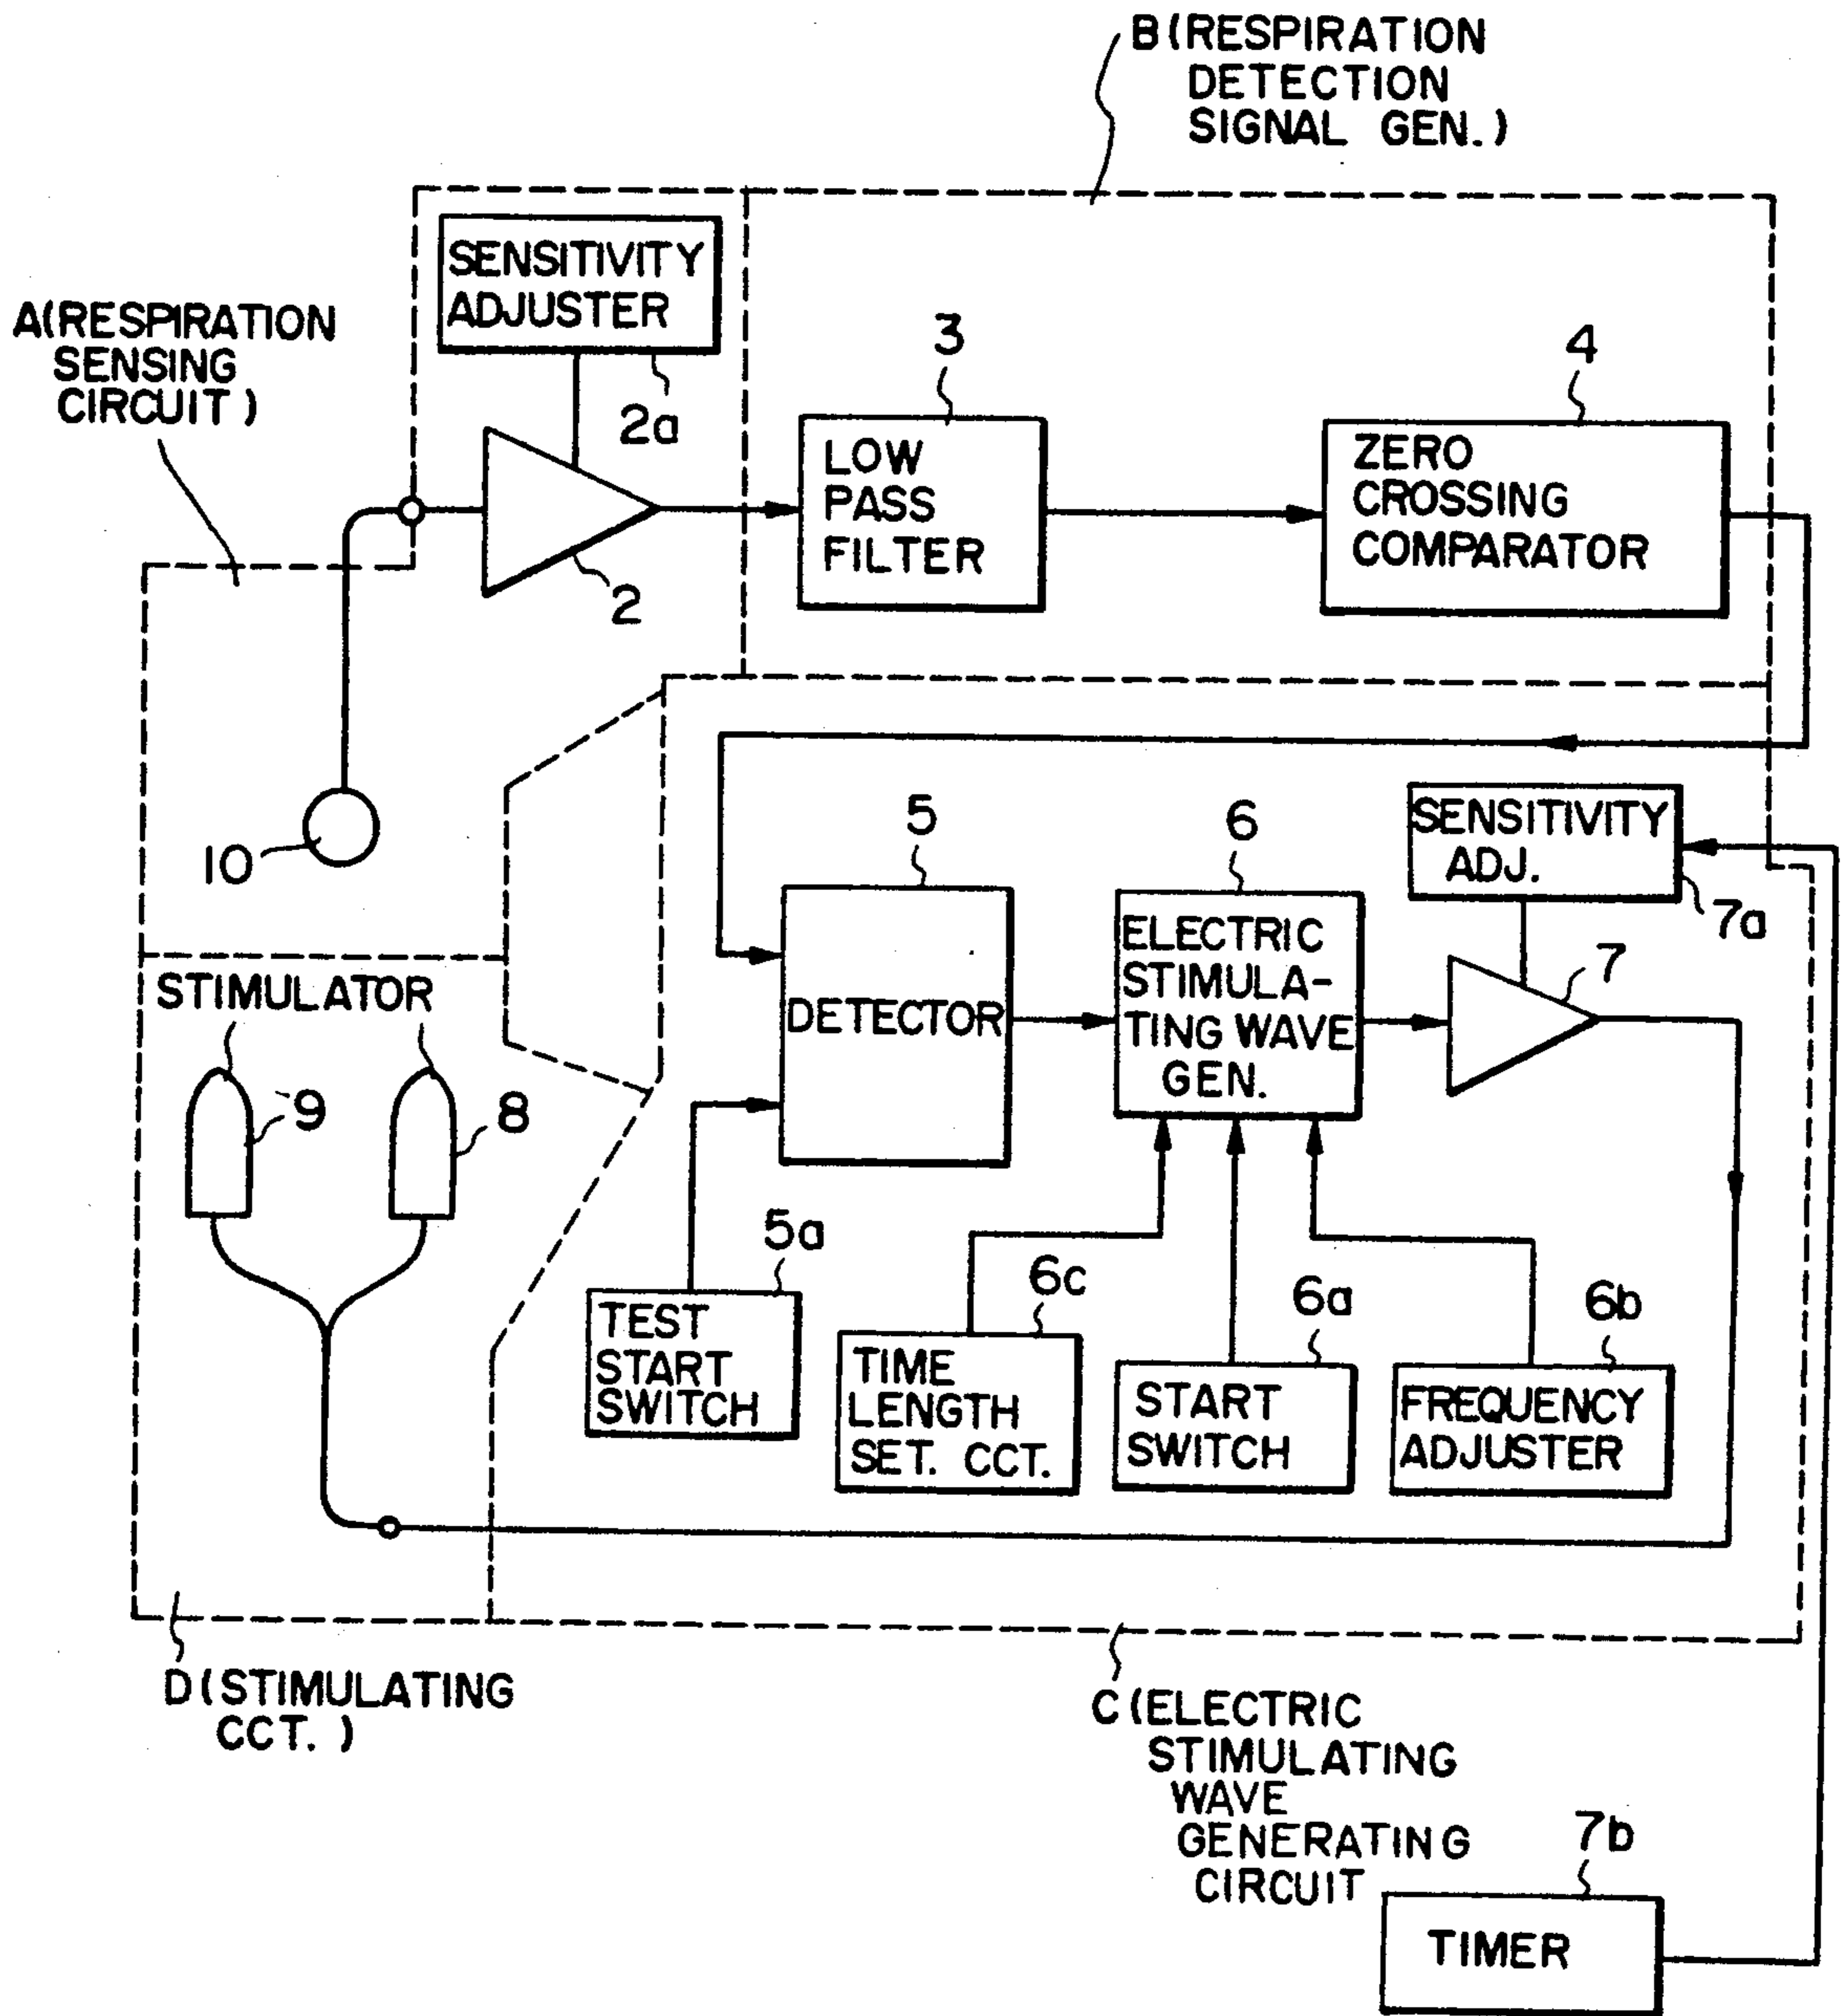 B(RESPIRATION
DETECTION
SIGNAL GEN.)
SENSITIVITY
ADJUSTER
2a
A(RESPIRATION
SENSING
CIRCUIT)
2
3
LOW
PASS
FILTER
4
ZERO
CROSSING
COMPARATOR
10
5
DETECTOR
6
ELECTRIC
STIMULA-
TING WAVE
GEN.
SENSITIVITY
ADJ.
7a
7
STIMULATOR
9
8
5a
TEST
START
SWITCH
6c
TIME
LENGTH
SET. CCT.
6a
START
SWITCH
6b
FREQUENCY
ADJUSTER
D(STIMULATING
CCT.)
C(ELECTRIC
STIMULATING
WAVE
GENERATING
CIRCUIT
7b
TIMER